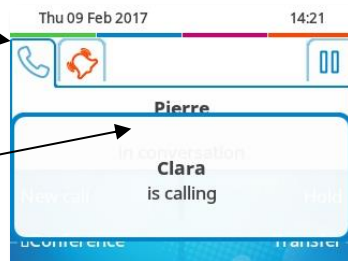 Thu 09 Feb 2017 14:21
Pierre
in conversation
Clara
is calling
New call Hold
Conference Transfer